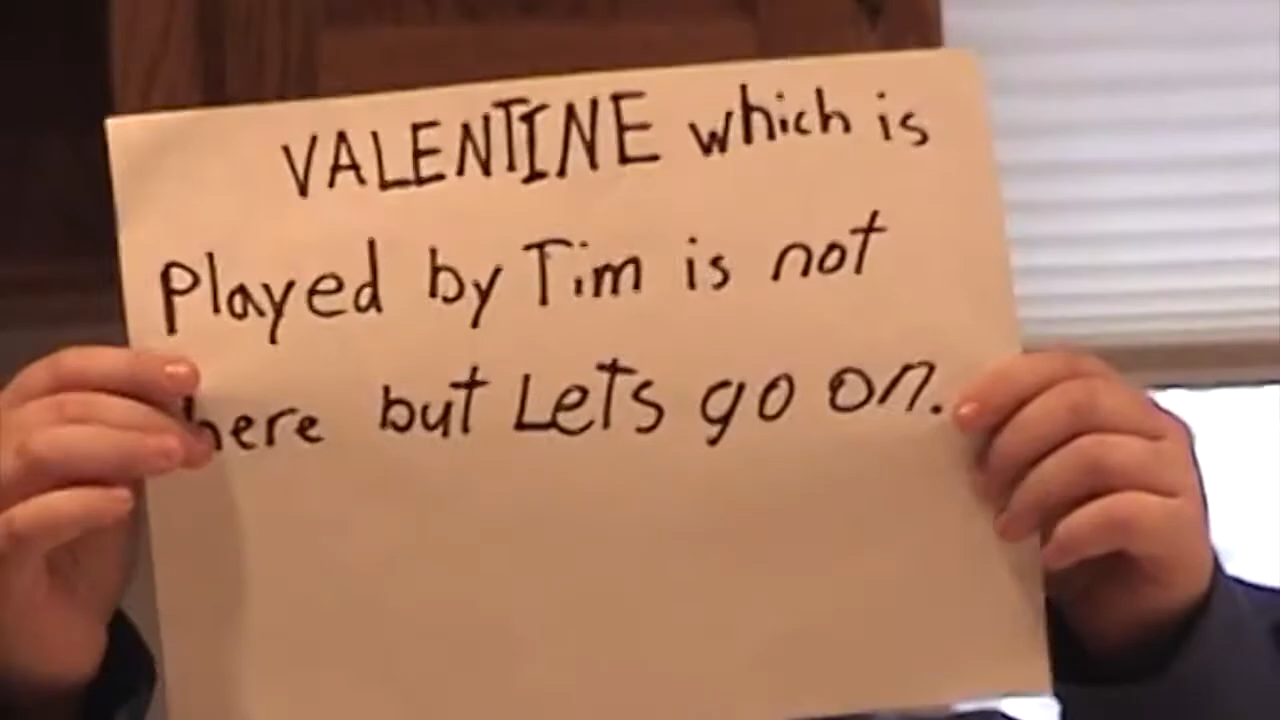 VALENTINE which is
Played by Tim is not
here but Lets go on.